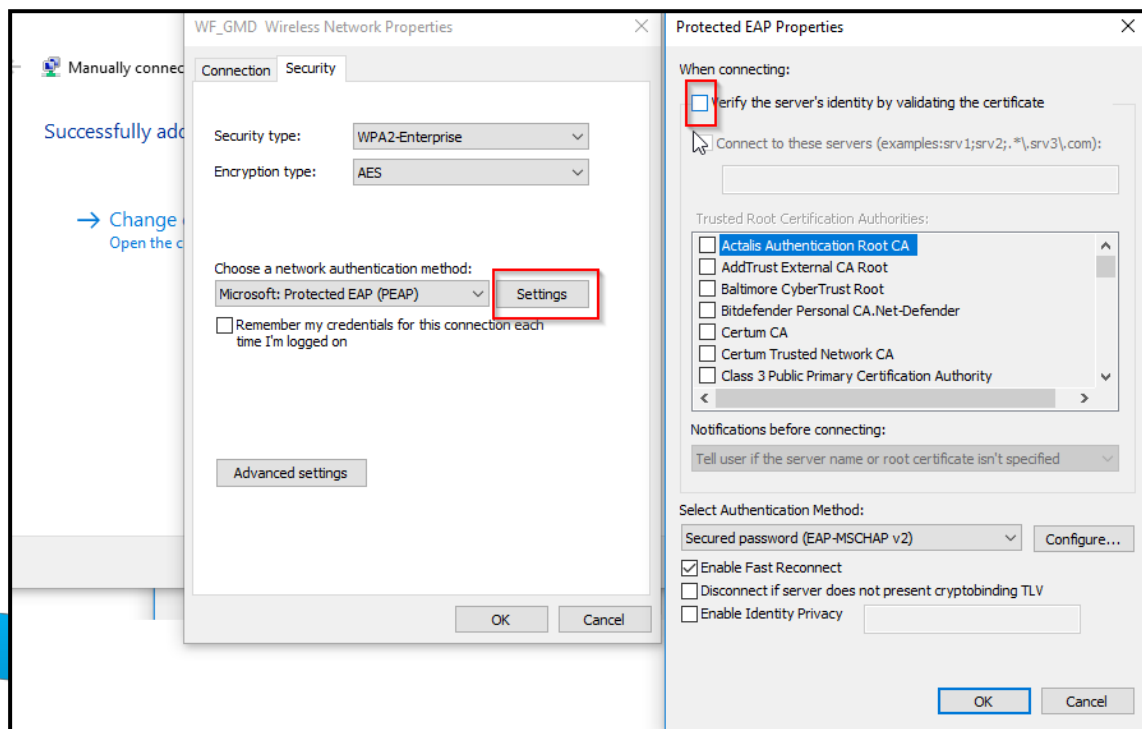 Manually connec
Successfully add
Change
Open the c
WF_GMD Wireless Network Properties
Connection
Security
Security type:
WPA2-Enterprise
Encryption type:
AES
Choose a network authentication method:
Microsoft: Protected EAP (PEAP)
Settings
Remember my credentials for this connection each
time I'm logged on
Advanced settings
OK
Cancel
Protected EAP Properties
When connecting:
Verify the server's identity by validating the certificate
Connect to these servers (examples:srv1;srv2;.*\.srv3\.com):
Trusted Root Certification Authorities:
Actalis Authentication Root CA
AddTrust External CA Root
Baltimore CyberTrust Root
Bitdefender Personal CA.Net-Defender
Certum CA
Certum Trusted Network CA
Class 3 Public Primary Certification Authority
Notifications before connecting:
Tell user if the server name or root certificate isn't specified
Select Authentication Method:
Secured password (EAP-MSCHAP v2)
Configure...
Enable Fast Reconnect
Disconnect if server does not present cryptobinding TLV
Enable Identity Privacy
OK
Cancel